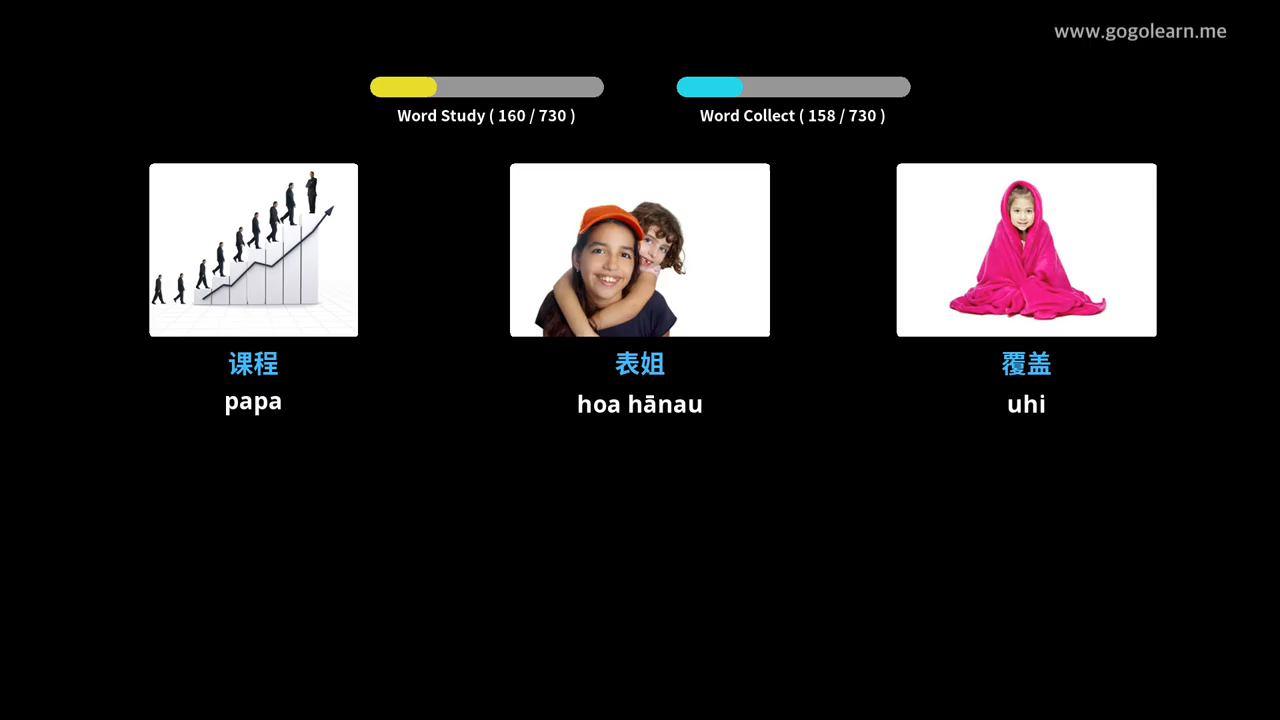 www.gogolearn.me
Word Study ( 160 / 730 )
Word Collect ( 158 / 730 )
课程
papa
表姐
hoa hānau
覆盖
uhi